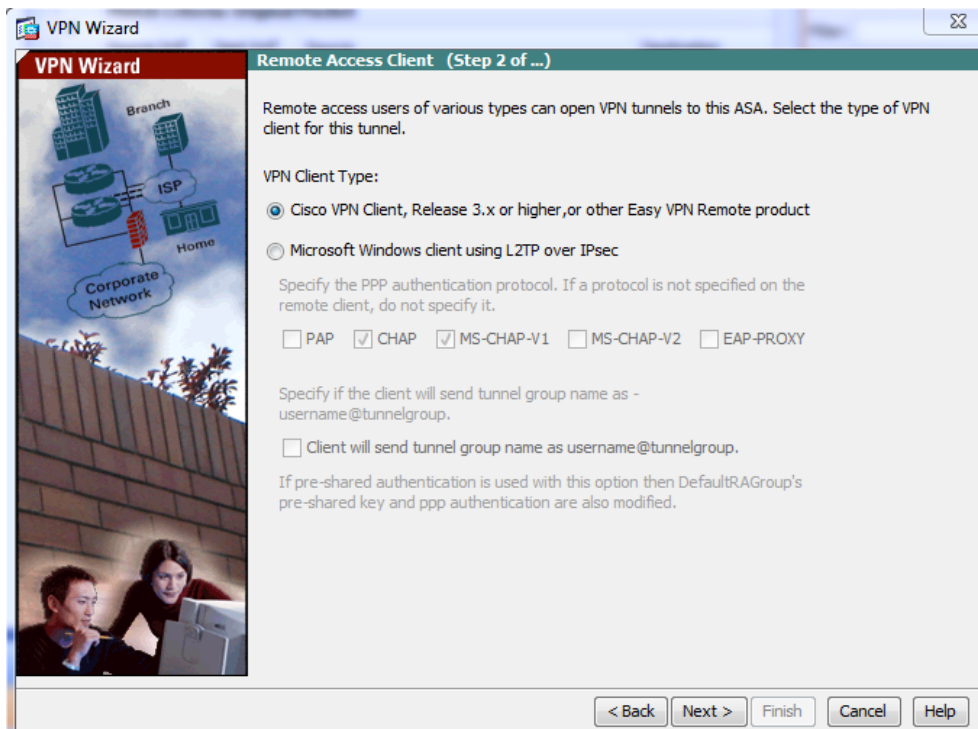 VPN Wizard
VPN Wizard
Remote Access Client (Step 2 of ...)
Branch
ISP
Home
Corporate
Network
Remote access users of various types can open VPN tunnels to this ASA. Select the type of VPN
client for this tunnel.
VPN Client Type:
Cisco VPN Client, Release 3.x or higher,or other Easy VPN Remote product
Microsoft Windows client using L2TP over IPsec
Specify the PPP authentication protocol. If a protocol is not specified on the
remote client, do not specify it.
PAP CHAP MS-CHAP-V1 MS-CHAP-V2 EAP-PROXY
Specify if the client will send tunnel group name as -
username@tunnelgroup.
Client will send tunnel group name as username@tunnelgroup.
If pre-shared authentication is used with this option then DefaultRAGroup's
pre-shared key and ppp authentication are also modified.
< Back Next > Finish Cancel Help